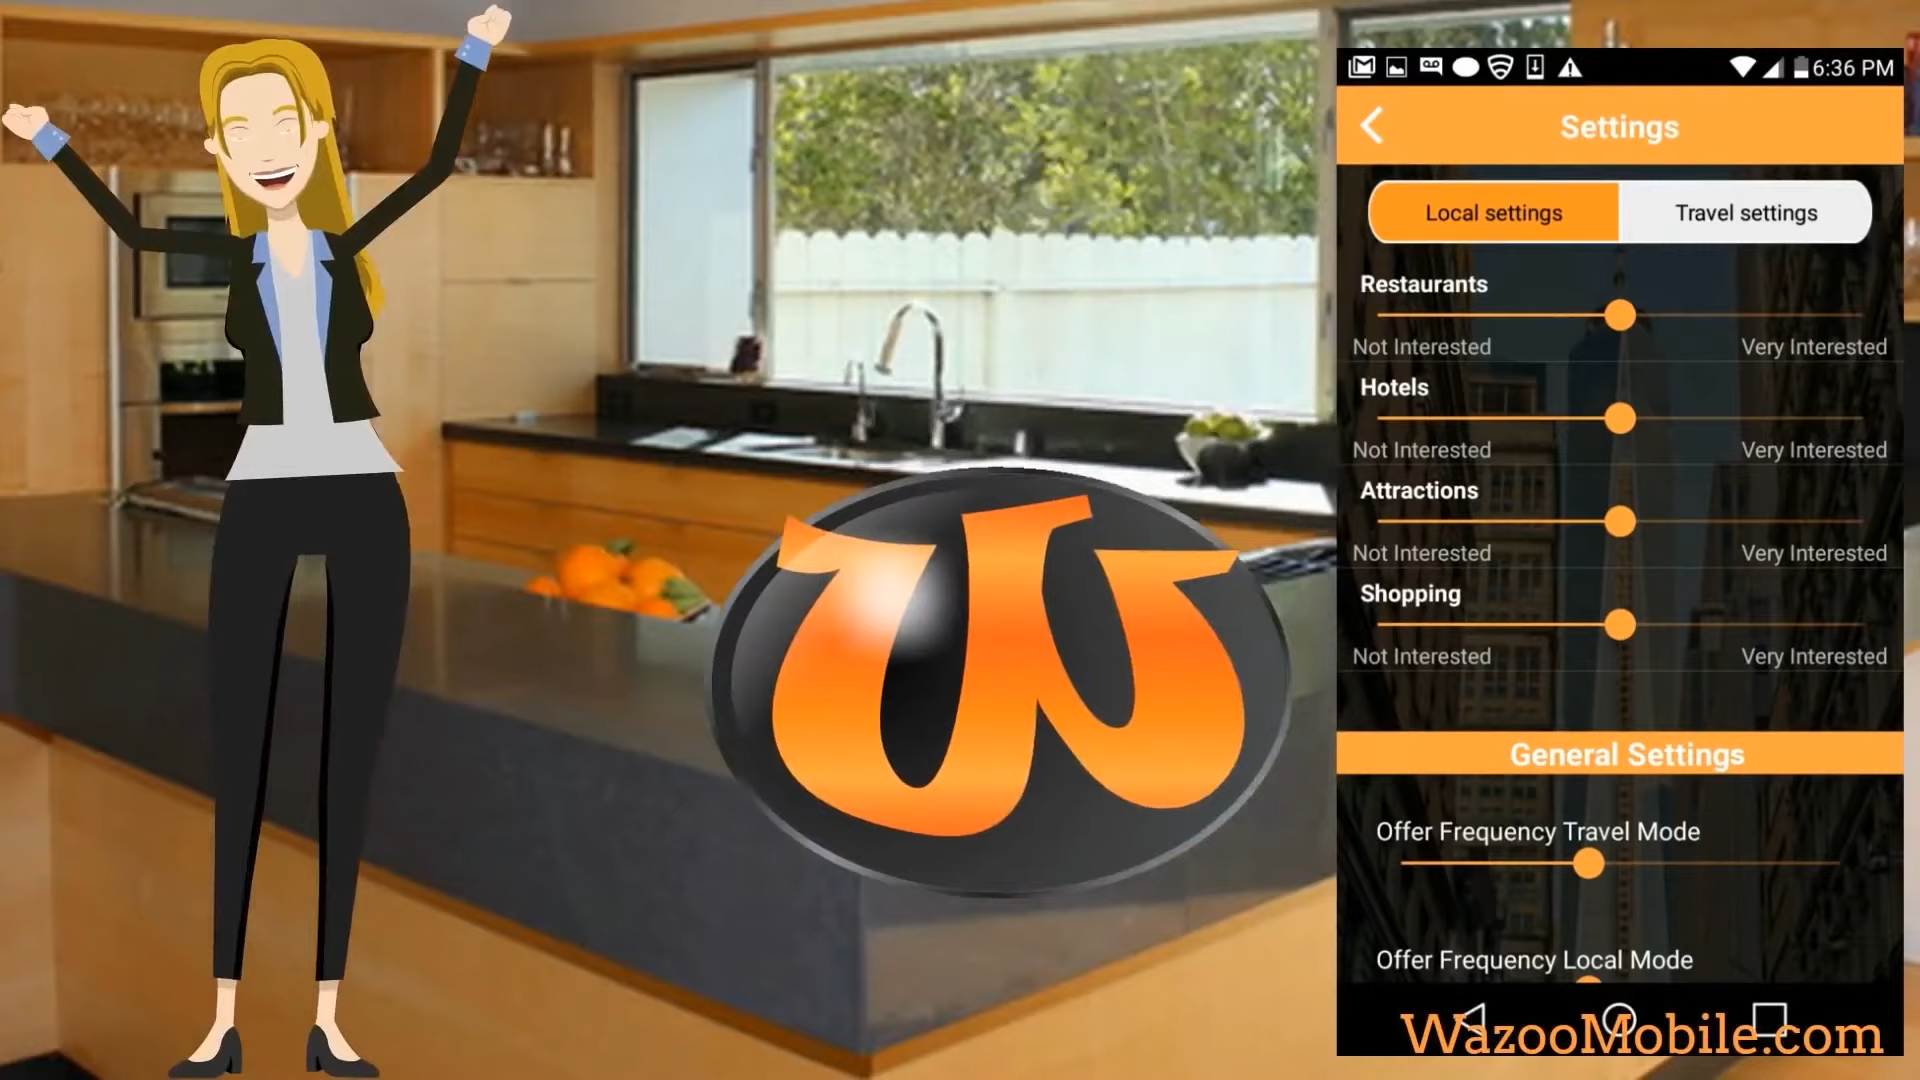 6:36 PM
Settings
Local settings
Travel settings
Restaurants
Not Interested
Very Interested
Hotels
Not Interested
Very Interested
Attractions
Not Interested
Very Interested
Shopping
Not Interested
Very Interested
General Settings
Offer Frequency Travel Mode
Offer Frequency Local Mode
WazooMobile.com